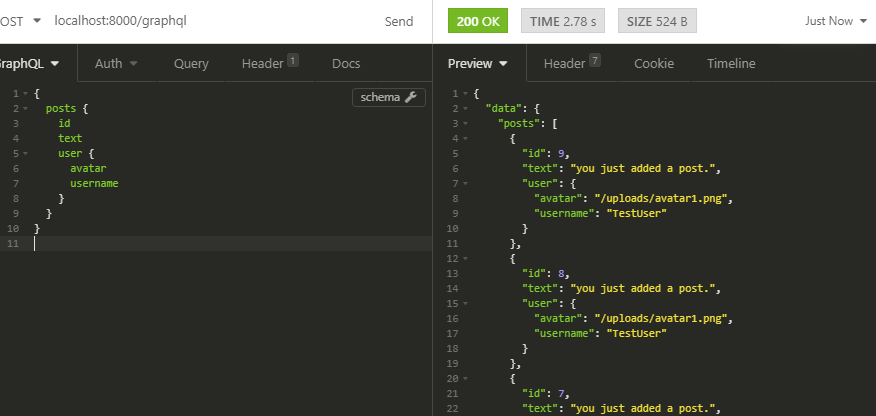 OST localhost:8000/graphql Send
200 OK TIME 2.78 s SIZE 524 B Just Now
GraphQL Auth Query Header 1 Docs
Preview Header 7 Cookie Timeline
schema
1 {
2 posts {
3 id
4 text
5 user {
6 avatar
7 username
8 }
9 }
10 }
11
1 {
2 "data": {
3 "posts": [
4 {
5 "id": 9,
6 "text": "you just added a post.",
7 "user": {
8 "avatar": "/uploads/avatar1.png",
9 "username": "TestUser"
10 }
11 },
12 {
13 "id": 8,
14 "text": "you just added a post.",
15 "user": {
16 "avatar": "/uploads/avatar1.png",
17 "username": "TestUser"
18 }
19 },
20 {
21 "id": 7,
22 "text": "you just added a post.",